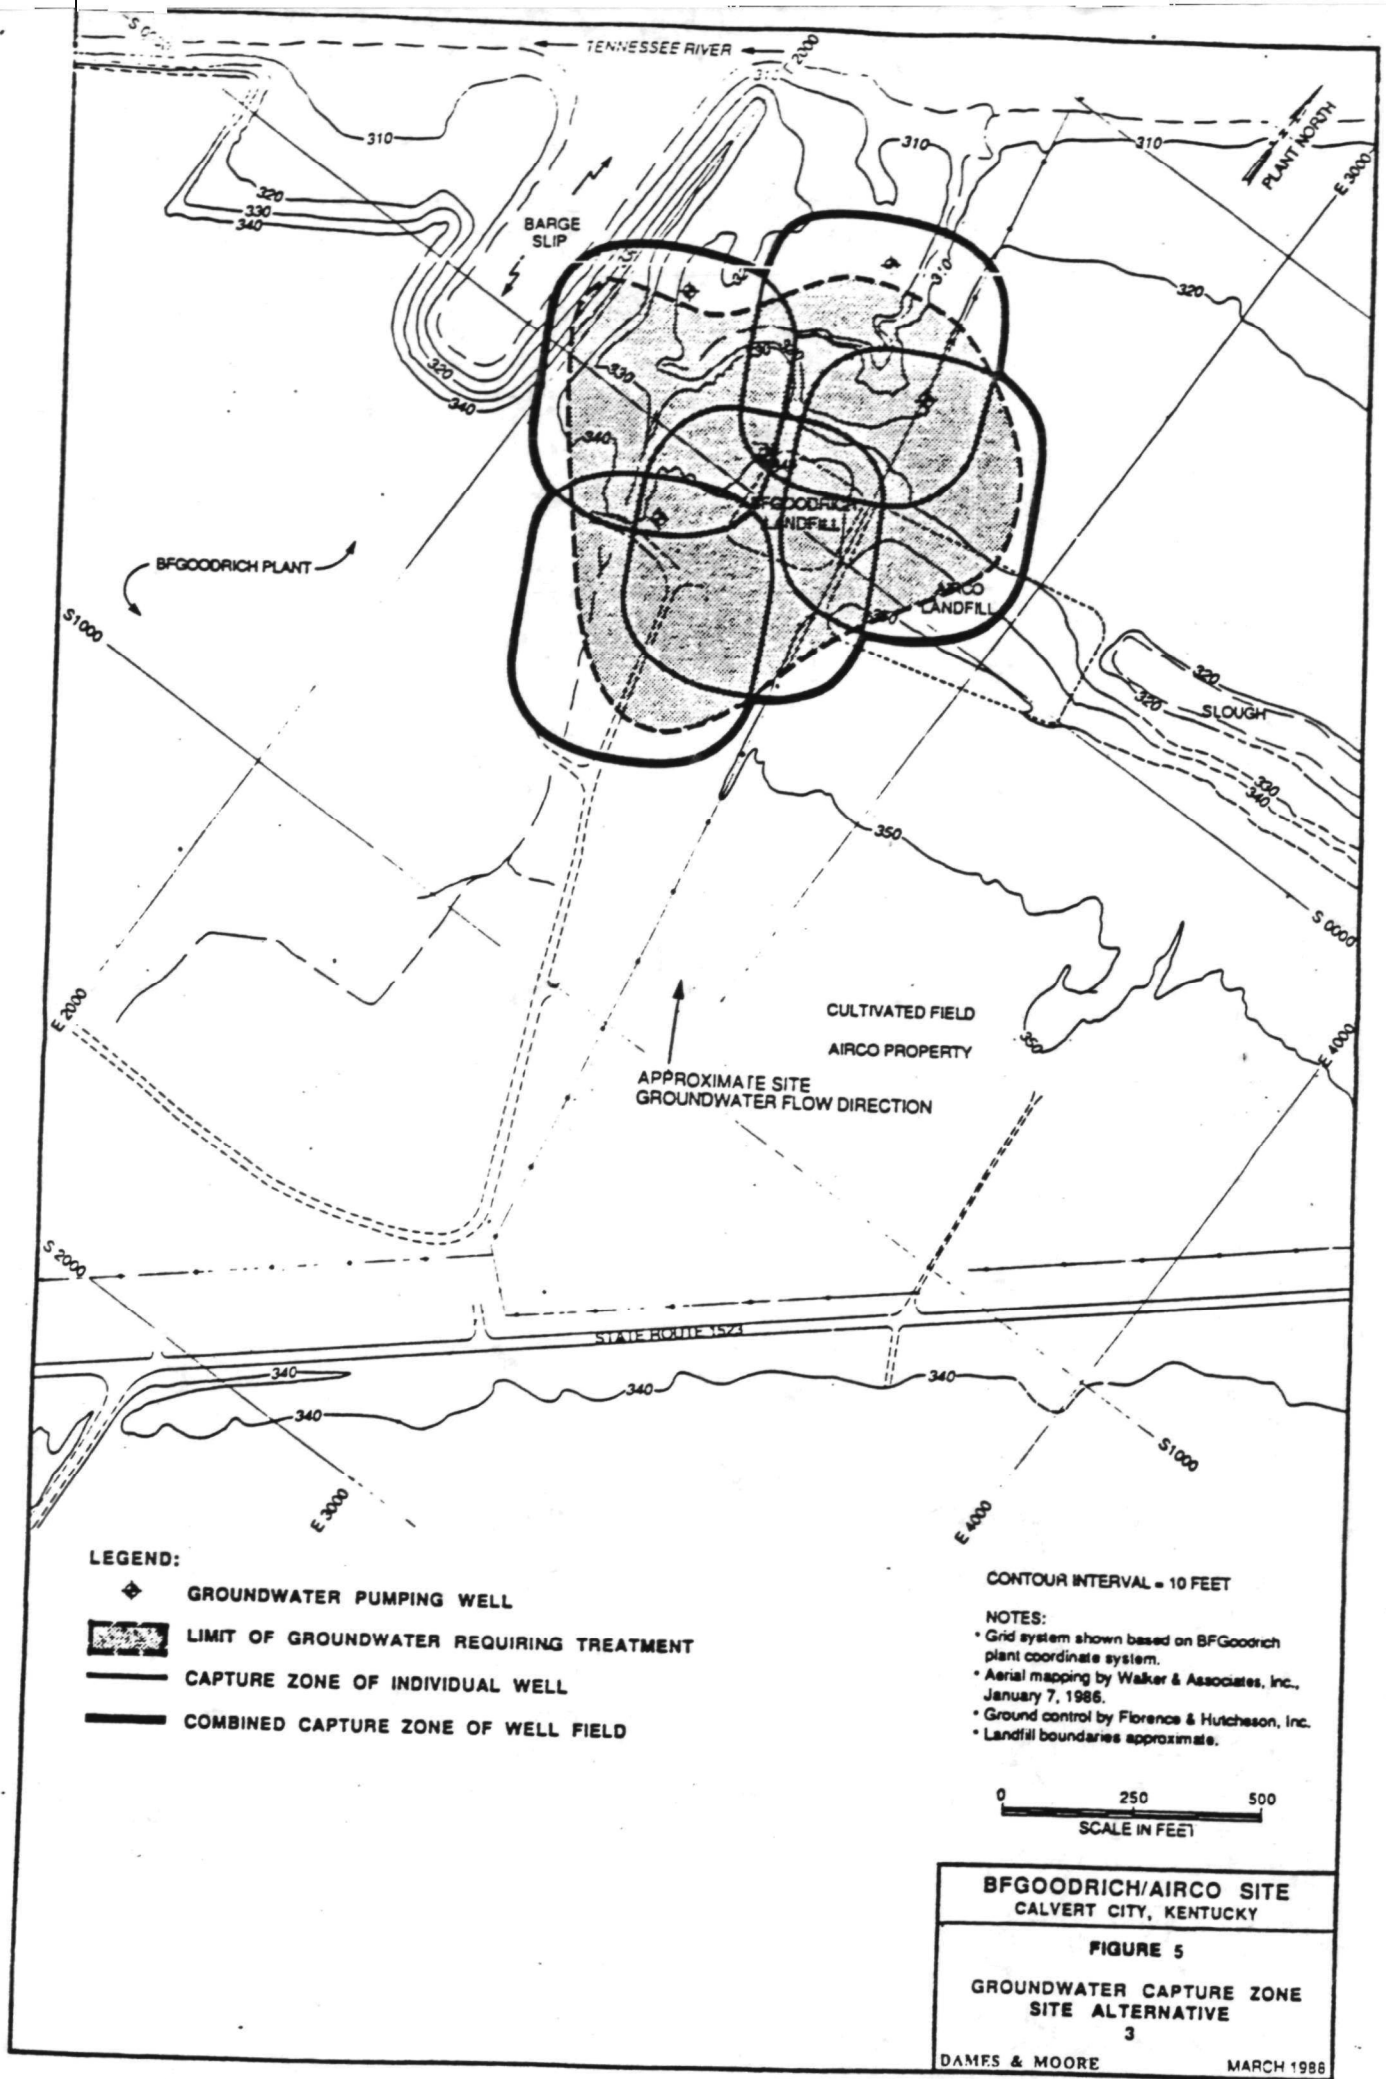 TENNESSEE RIVER
E 2000
PLANT NORTH
E 3000
310
310
310
320
330
340
BARGE
SLIP
320
320
340
330
340
BFGOODRICH
LANDFILL
AIRCO
LANDFILL
350
BFGOODRICH PLANT
S1000
320
320
SLOUGH
330
340
350
S 0000
E 2000
CULTIVATED FIELD
AIRCO PROPERTY
350
E 4000
APPROXIMATE SITE
GROUNDWATER FLOW DIRECTION
S 2000
STATE ROUTE 1523
340
340
340
340
S1000
E 3000
E 4000
LEGEND:
GROUNDWATER PUMPING WELL
LIMIT OF GROUNDWATER REQUIRING TREATMENT
CAPTURE ZONE OF INDIVIDUAL WELL
COMBINED CAPTURE ZONE OF WELL FIELD
CONTOUR INTERVAL = 10 FEET
NOTES:
• Grid system shown based on BFGoodrich
plant coordinate system.
• Aerial mapping by Walker & Associates, Inc.,
January 7, 1986.
• Ground control by Florence & Hutcheson, Inc.
• Landfill boundaries approximate.
0 250 500
SCALE IN FEET
BFGOODRICH/AIRCO SITE
CALVERT CITY, KENTUCKY
FIGURE 5
GROUNDWATER CAPTURE ZONE
SITE ALTERNATIVE
3
DAMES & MOORE MARCH 1988